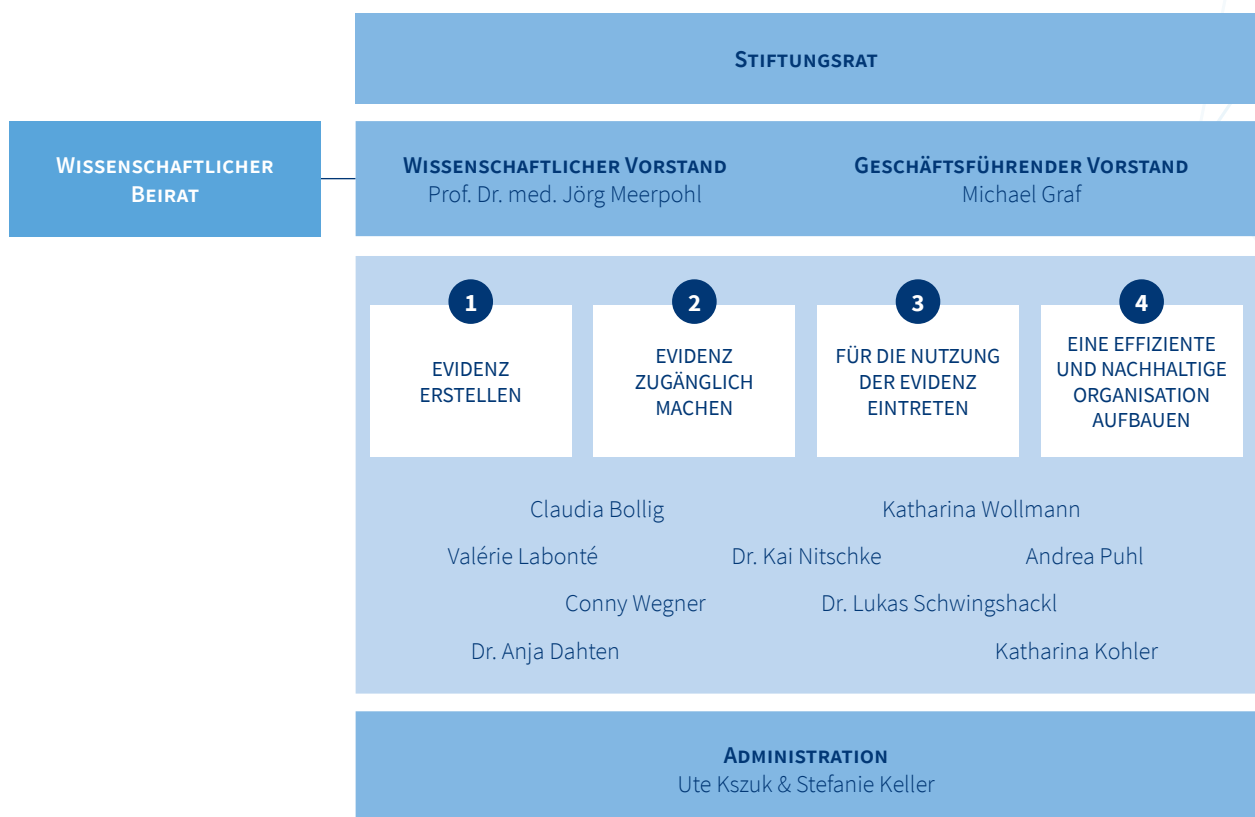 STIFTUNGSRAT
WISSENSCHAFTLICHER
BEIRAT
WISSENSCHAFTLICHER VORSTAND
Prof. Dr. med. Jörg Meerpohl
GESCHÄFTSFÜHRENDER VORSTAND
Michael Graf
1
EVIDENZ
ERSTELLEN
2
EVIDENZ
ZUGÄNGLICH
MACHEN
3
FÜR DIE NUTZUNG
DER EVIDENZ
EINTRETEN
4
EINE EFFIZIENTE
UND NACHHALTIGE
ORGANISATION
AUFBAUEN
Claudia Bollig Katharina Wollmann
Valérie Labonté Dr. Kai Nitschke Andrea Puhl
Conny Wegner Dr. Lukas Schwingshackl
Dr. Anja Dahten Katharina Kohler
ADMINISTRATION
Ute Kszuk & Stefanie Keller